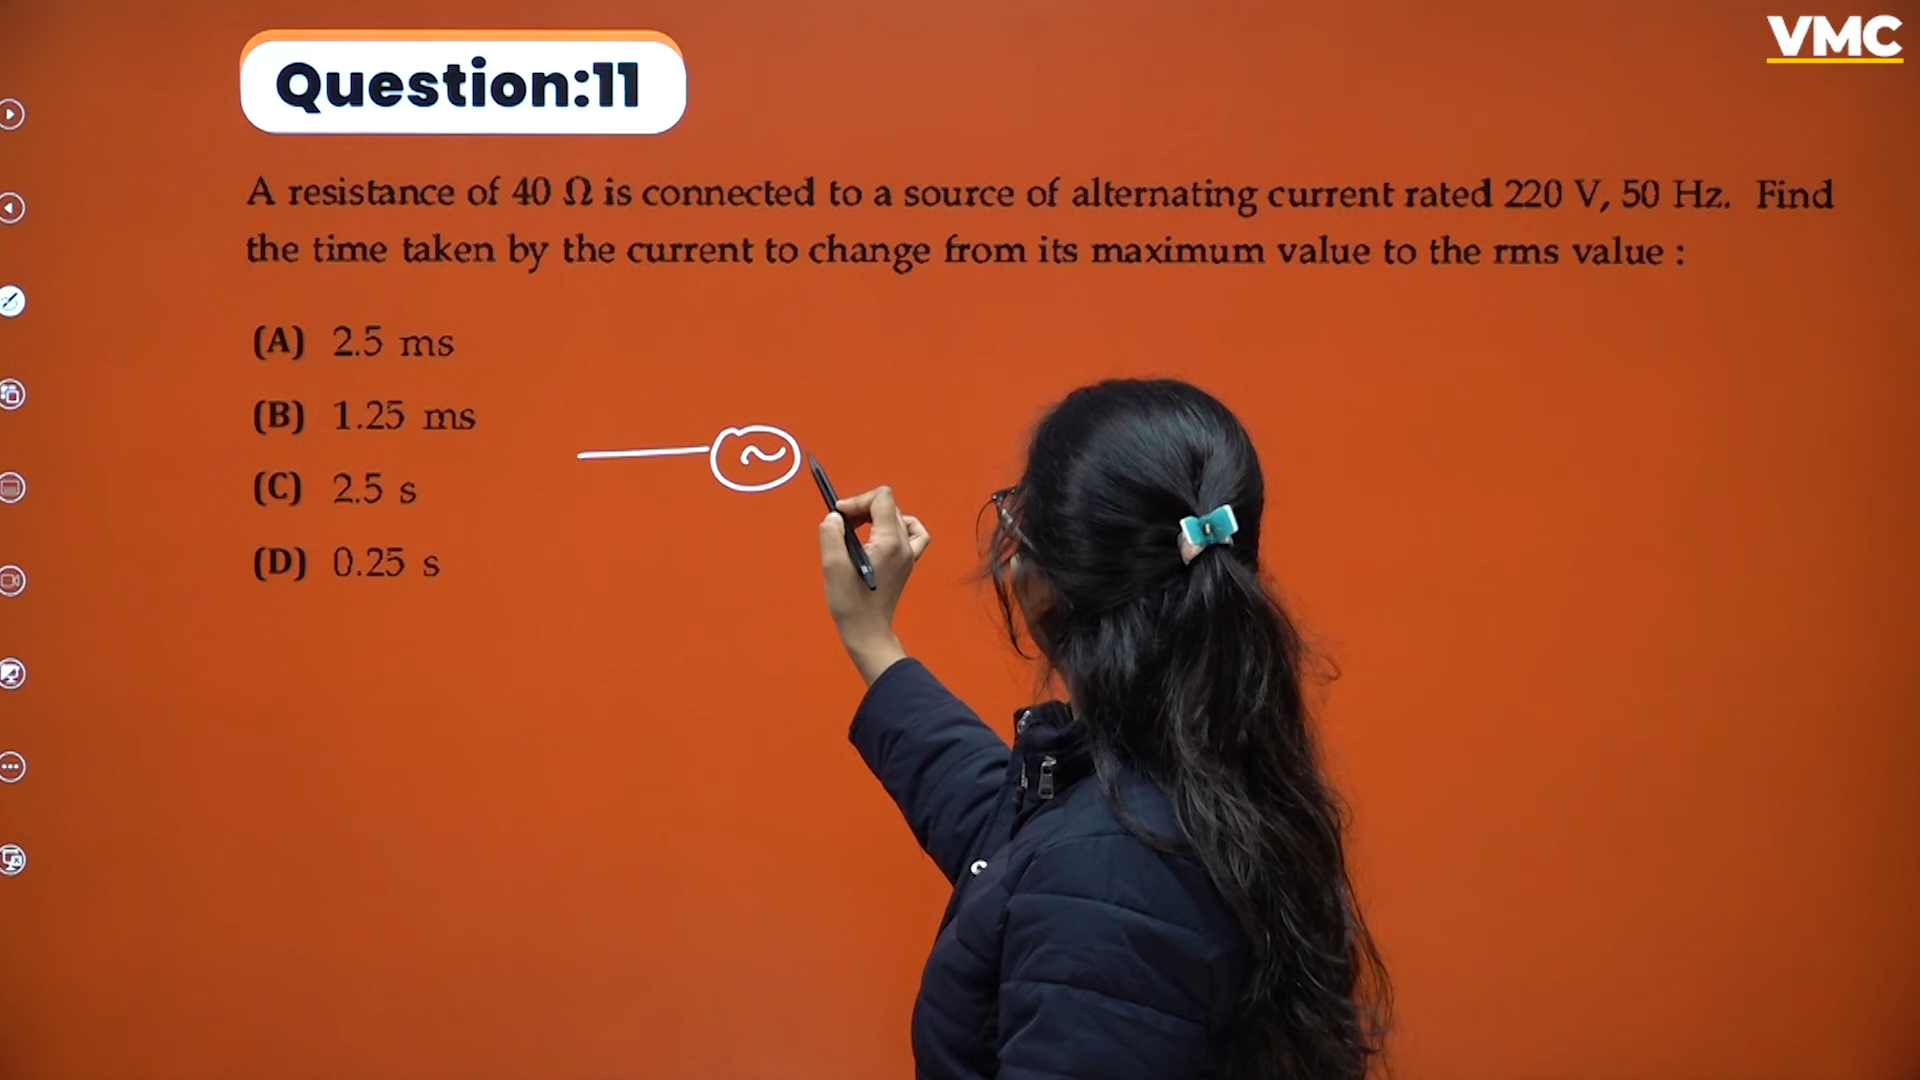 VMC
Question:11
A resistance of 40 Ω is connected to a source of alternating current rated 220 V, 50 Hz. Find
the time taken by the current to change from its maximum value to the rms value :
(A) 2.5 ms
(B) 1.25 ms
(C) 2.5 s
(D) 0.25 s
~